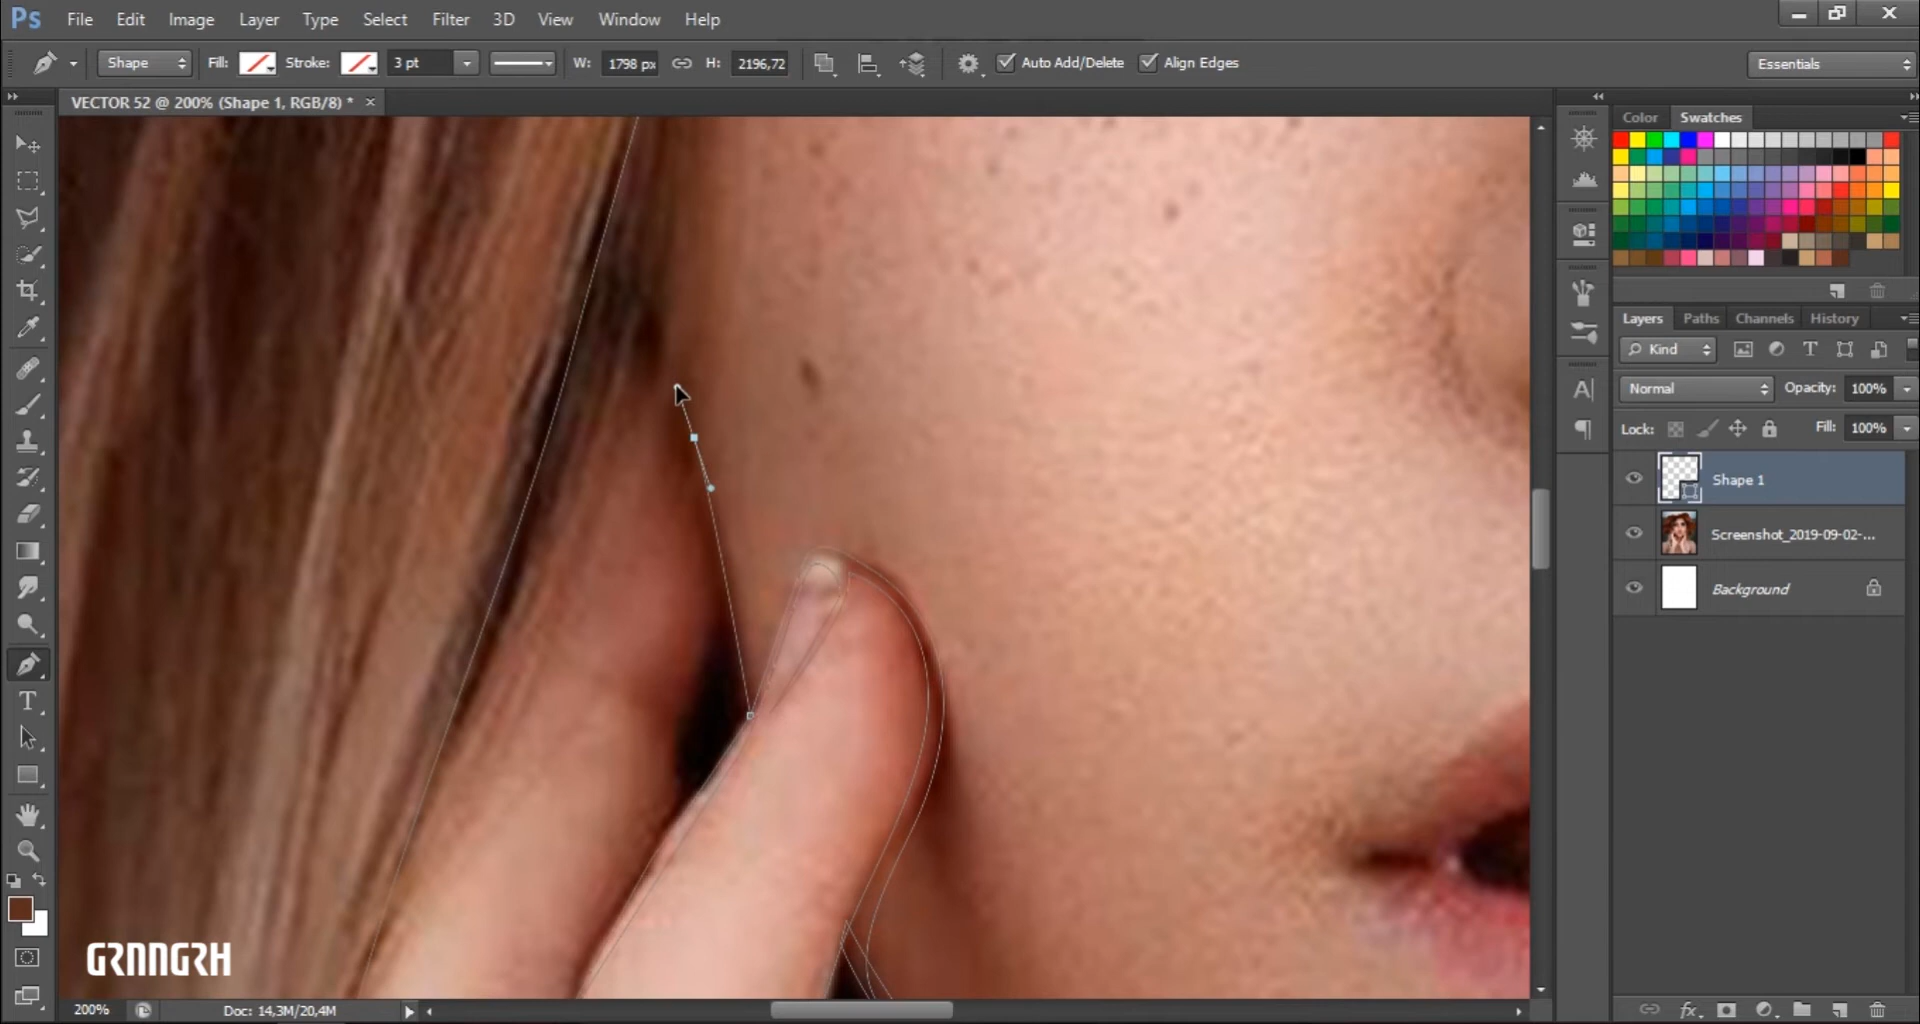 Ps File Edit Image Layer Type Select Filter 3D View Window Help
Shape Fill: Stroke: 3 pt W: 1798 px H: 2196,72 Auto Add/Delete Align Edges Essentials
VECTOR 52 @ 200% (Shape 1, RGB/8) * ×
Color Swatches
Layers Paths Channels History
Kind
Normal Opacity: 100%
Lock: Fill: 100%
Shape 1
Screenshot_2019-09-02-...
Background
GRNNGRH
200% Doc: 14,3M/20,4M